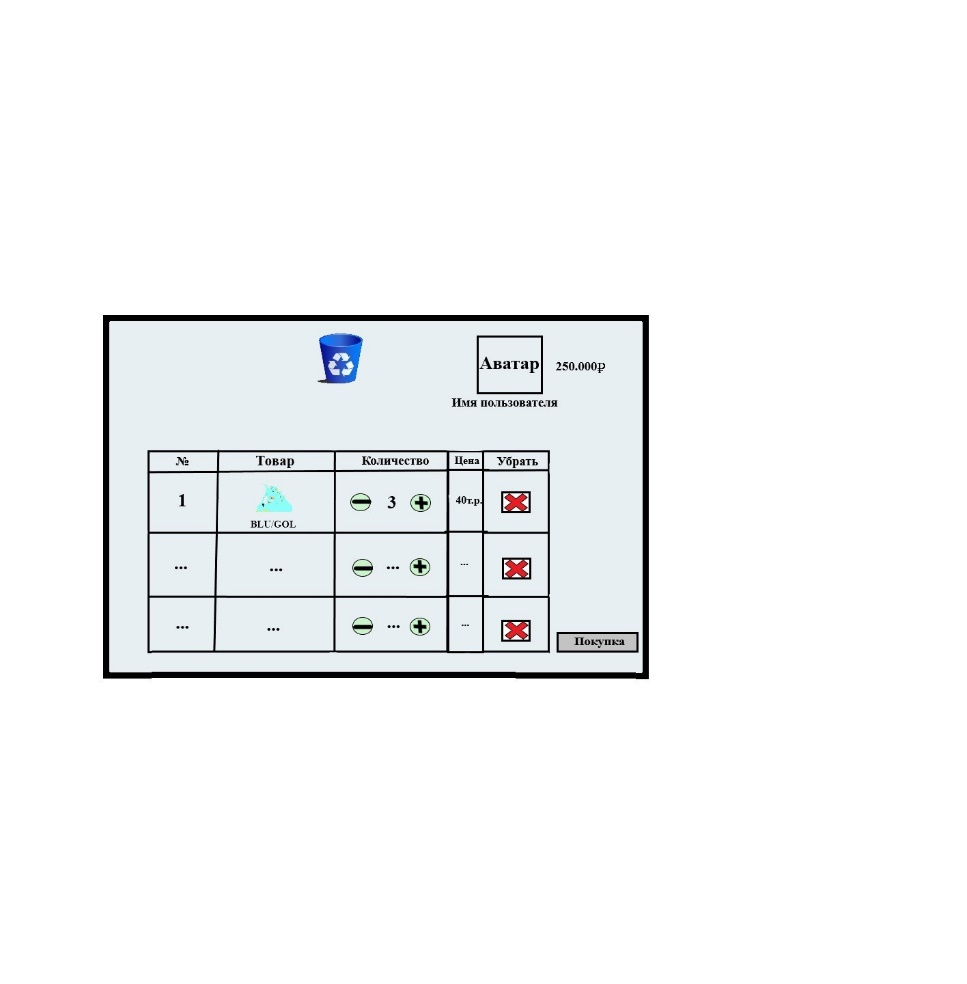 Аватар
250.000₽
Имя пользователя
№ Товар Количество Цена Убрать
1 3 40т.р.
BLU/GOL
... ... ... ...
... ... ... ...
Покупка